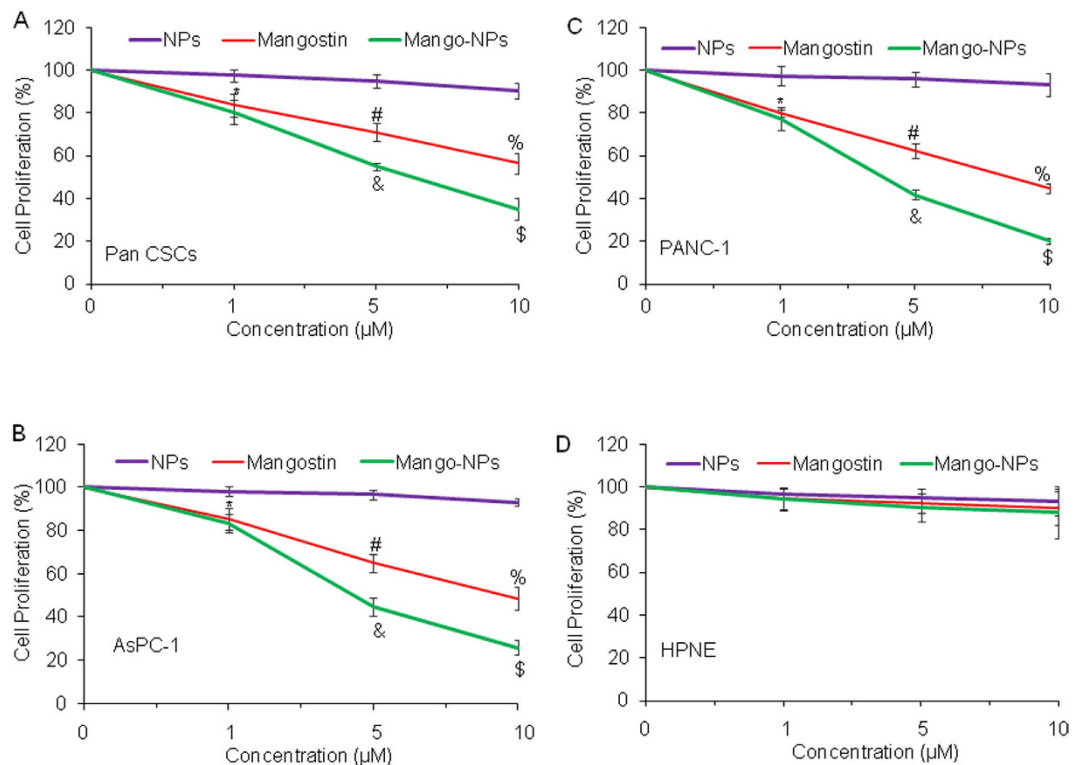 A
NPs Mangostin Mango-NPs
120
100
80
60
40
20
0
Cell Proliferation (%)
*
#
%
&
$
Pan CSCs
0 1 5 10
Concentration (µM)
C
NPs Mangostin Mango-NPs
120
100
80
60
40
20
0
Cell Proliferation (%)
*
#
%
&
$
PANC-1
0 1 5 10
Concentration (µM)
B
NPs Mangostin Mango-NPs
120
100
80
60
40
20
0
Cell Proliferation (%)
*
#
%
&
$
AsPC-1
0 1 5 10
Concentration (µM)
D
NPs Mangostin Mango-NPs
120
100
80
60
40
20
0
Cell Proliferation (%)
HPNE
0 1 5 10
Concentration (µM)